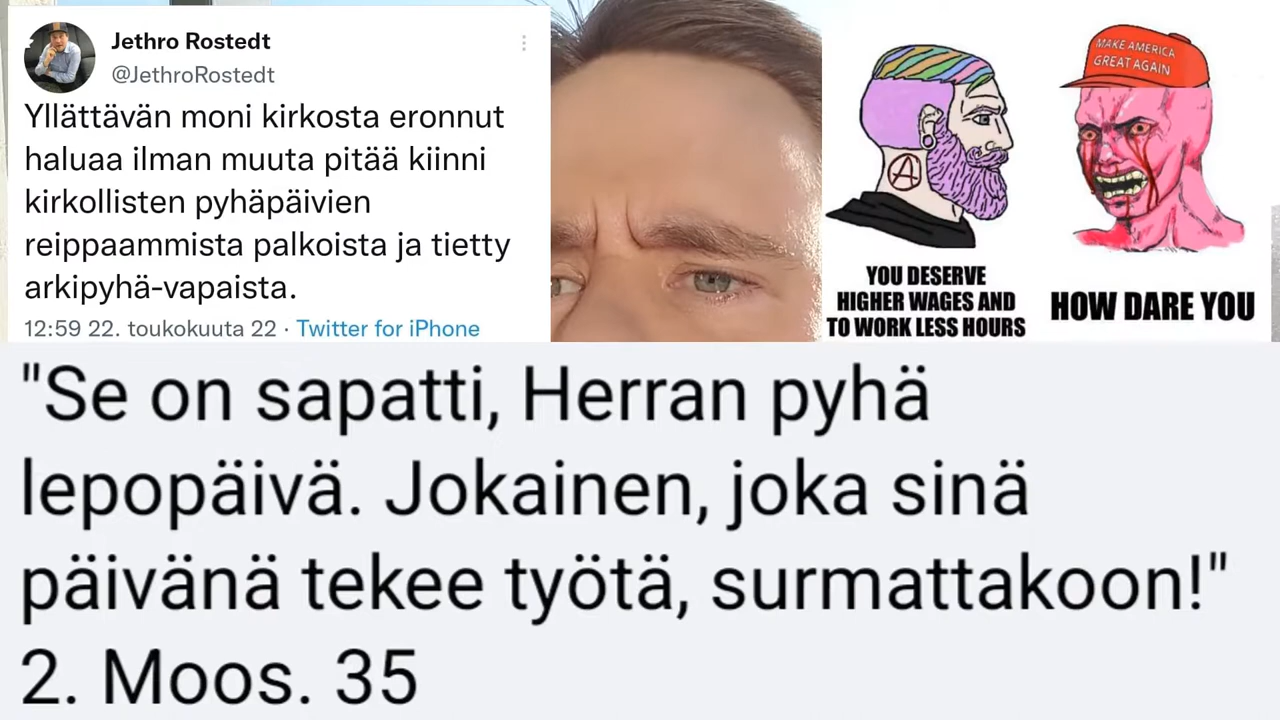 Jethro Rostedt
@JethroRostedt
Yllättävän moni kirkosta eronnut
haluaa ilman muuta pitää kiinni
kirkollisten pyhäpäivien
reippaammista palkoista ja tietty
arkipyhä-vapaista.
12:59 22. toukokuuta 22 · Twitter for iPhone
MAKE AMERICA
GREAT AGAIN
YOU DESERVE
HIGHER WAGES AND
TO WORK LESS HOURS
HOW DARE YOU
"Se on sapatti, Herran pyhä
lepopäivä. Jokainen, joka sinä
päivänä tekee työtä, surmattakoon!"
2. Moos. 35